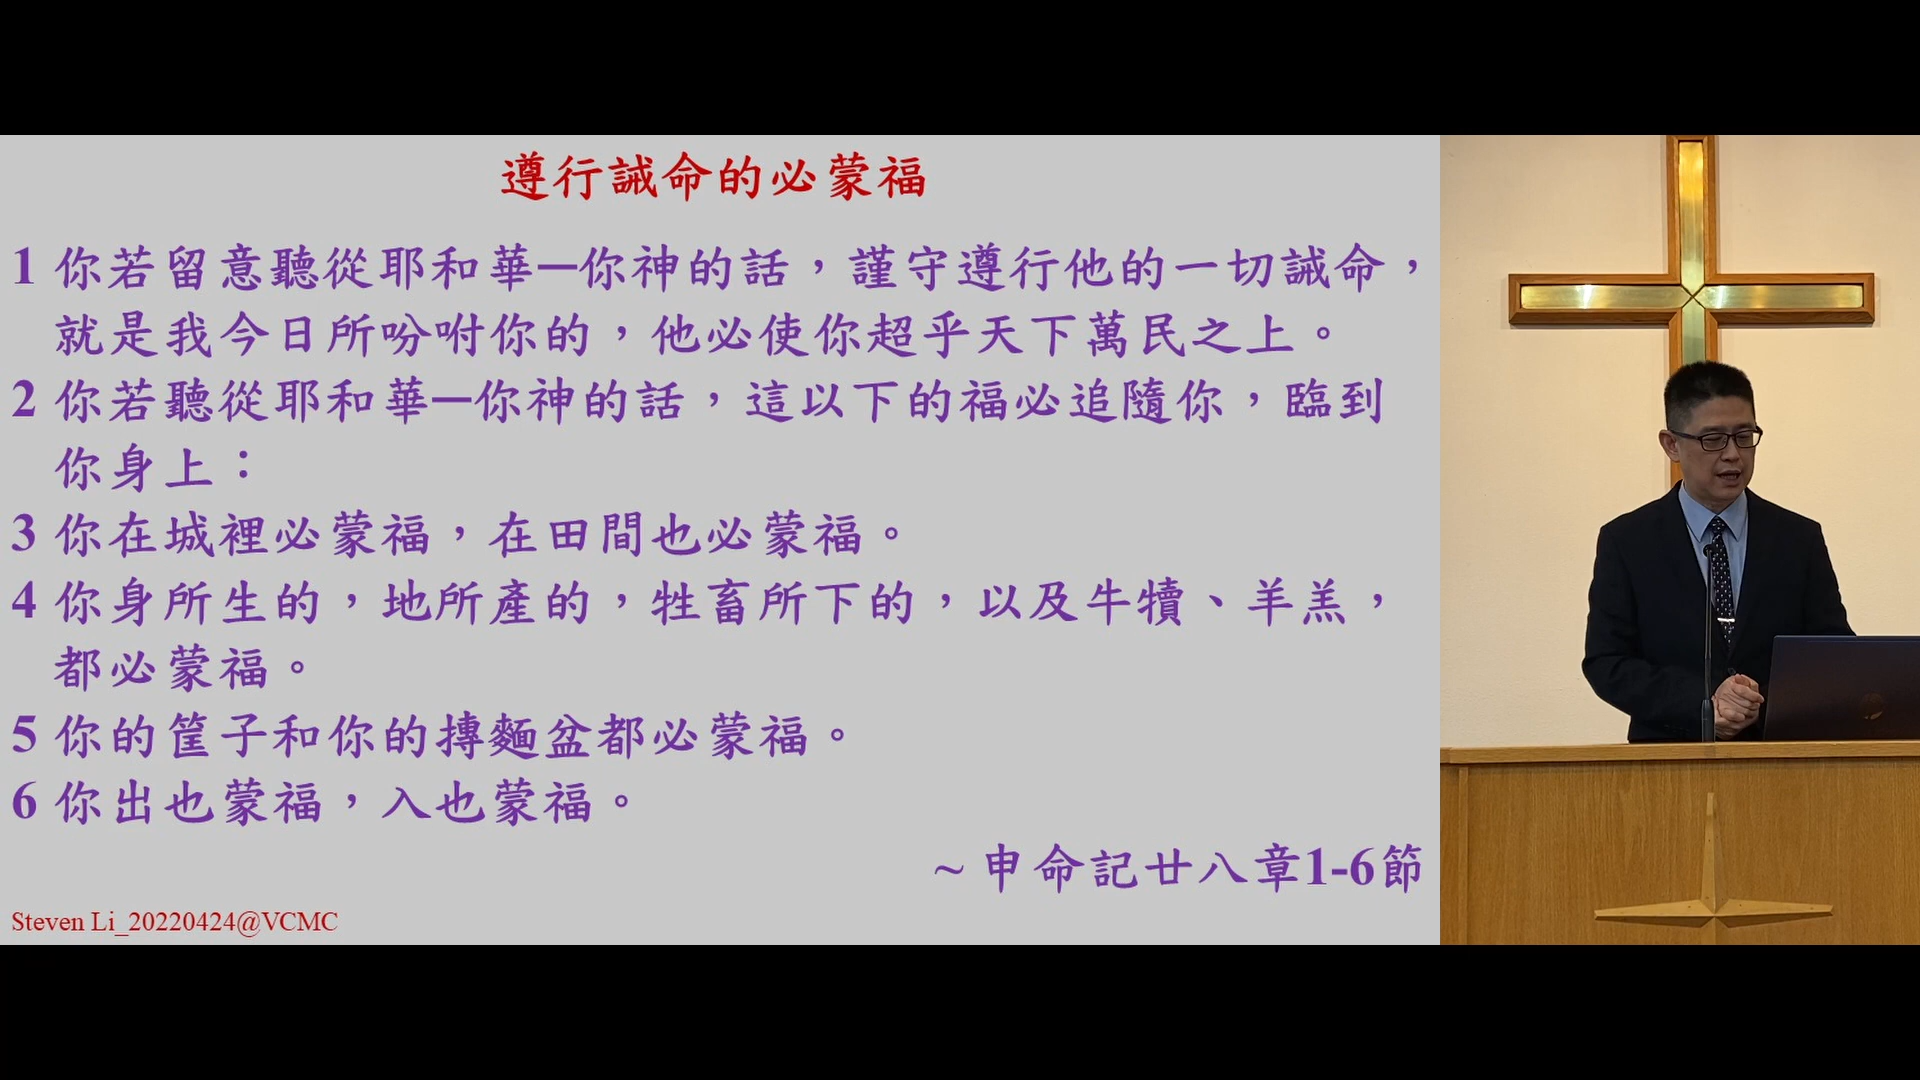 遵行誡命的必蒙福
1 你若留意聽從耶和華─你神的話，謹守遵行他的一切誡命，
就是我今日所吩咐你的，他必使你超乎天下萬民之上。
2 你若聽從耶和華─你神的話，這以下的福必追隨你，臨到
你身上：
3 你在城裡必蒙福，在田間也必蒙福。
4 你身所生的，地所產的，牲畜所下的，以及牛犢、羊羔，
都必蒙福。
5 你的筐子和你的摶麵盆都必蒙福。
6 你出也蒙福，入也蒙福。
~ 申命記廿八章1-6節
Steven Li_20220424@VCMC